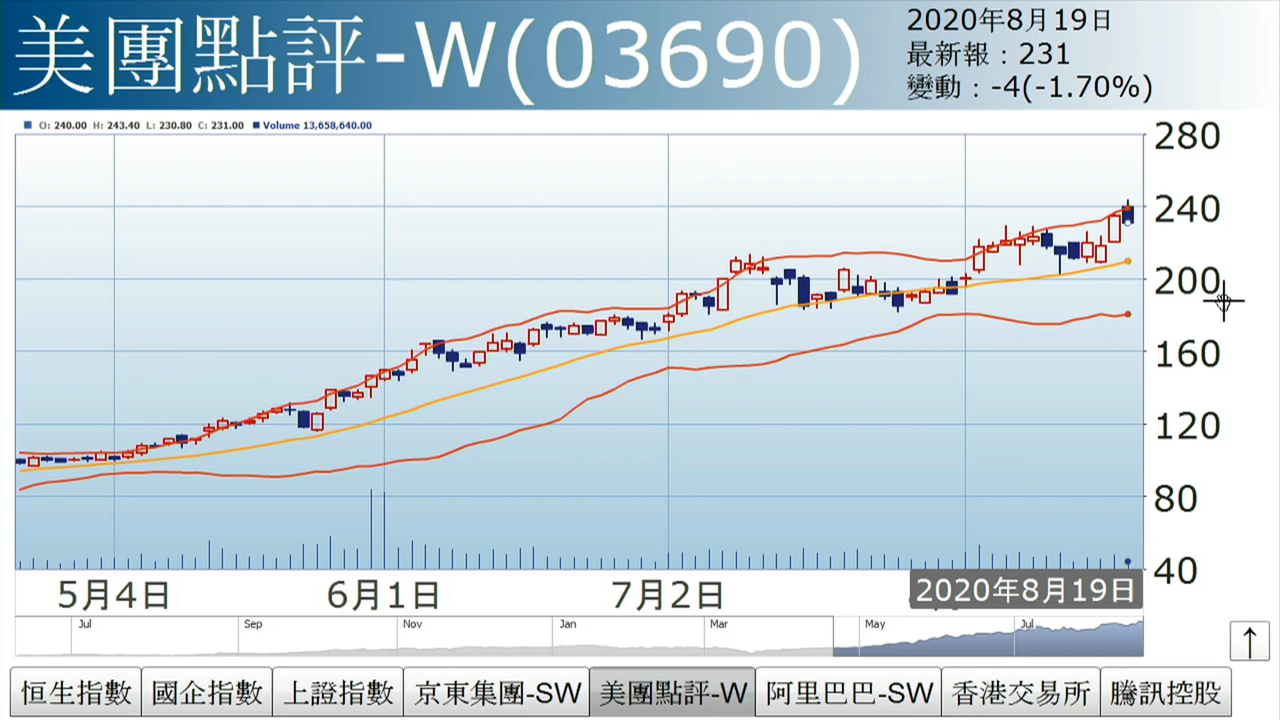 美團點評-W(03690)
2020年8月19日
最新報：231
變動：-4(-1.70%)
O: 240.00 H: 243.40 L: 230.80 C: 231.00 Volume 13,658,640.00
280
240
200
160
120
80
40
5月4日 6月1日 7月2日 2020年8月19日
Jul Sep Nov Jan Mar May Jul
↑
恒生指數 國企指數 上證指數 京東集團-SW 美團點評-W 阿里巴巴-SW 香港交易所 騰訊控股